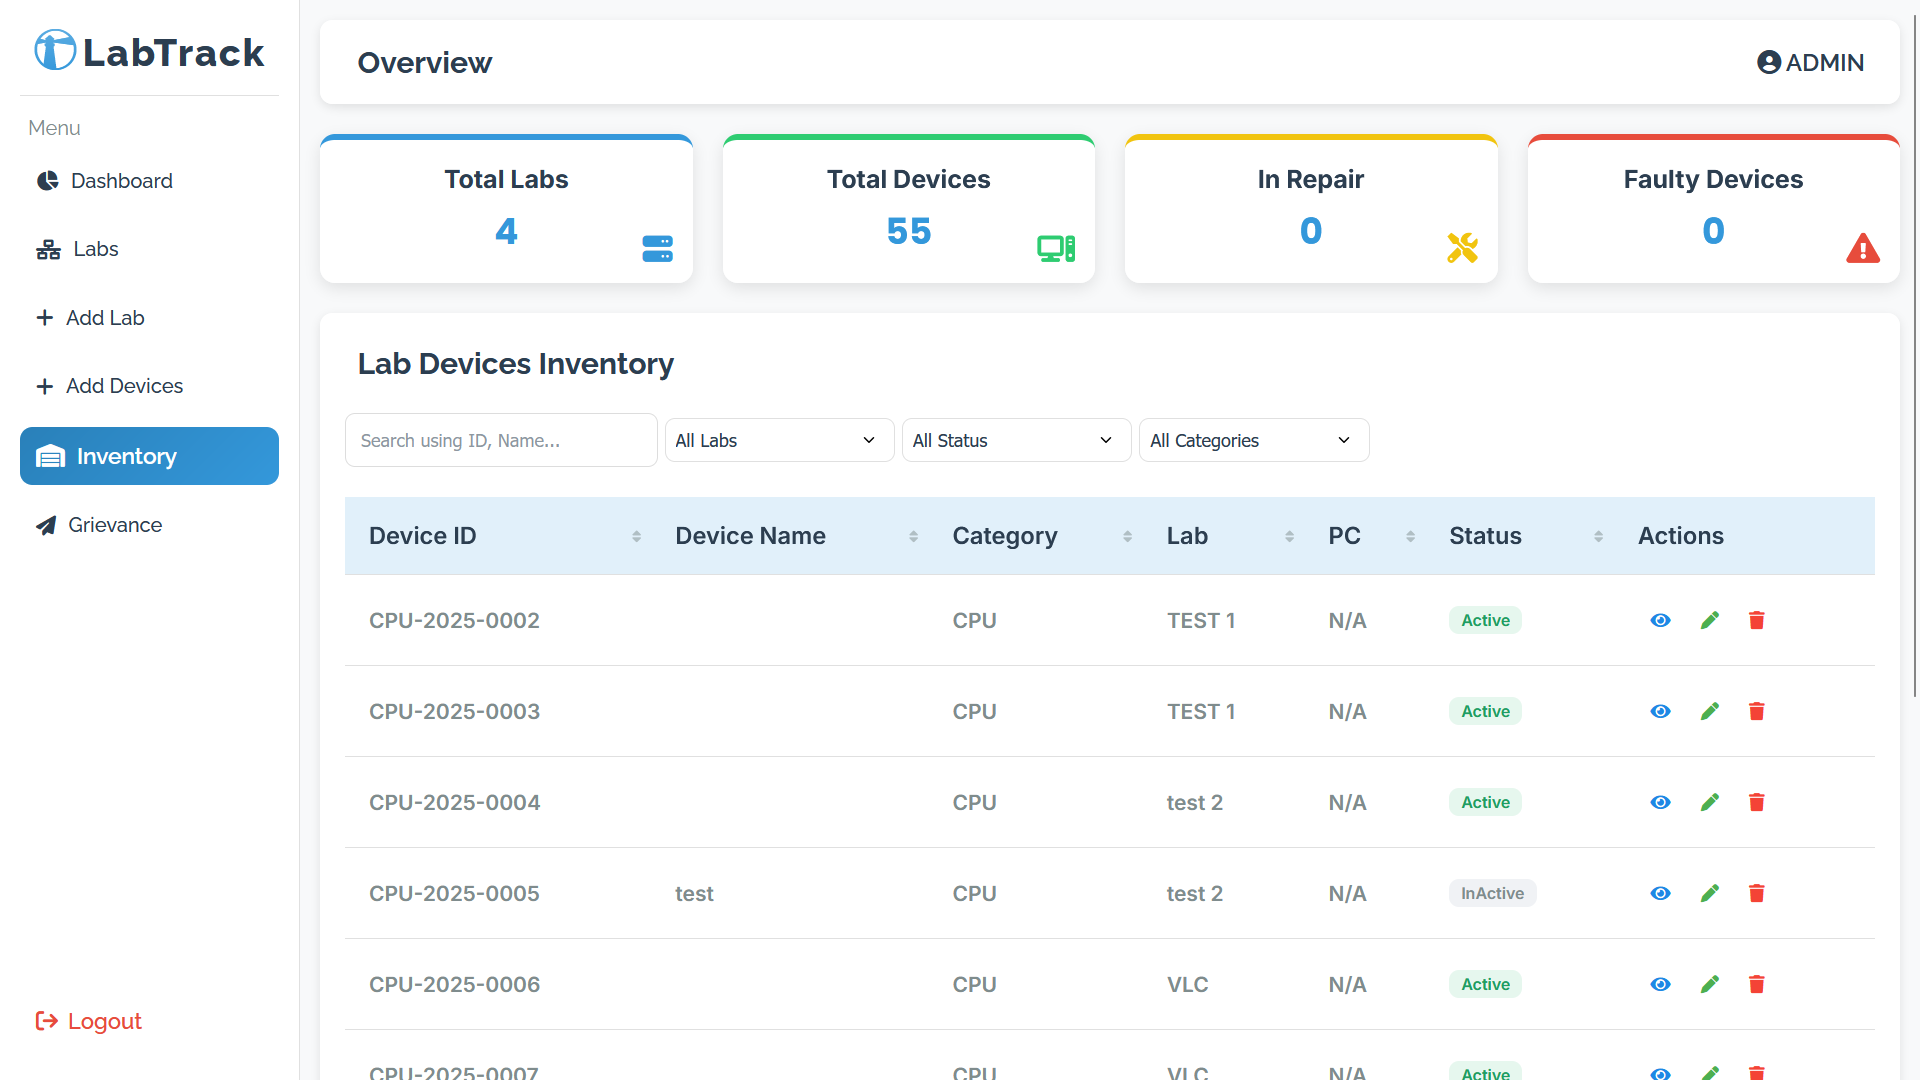 LabTrack
Menu
Dashboard
Labs
Add Lab
Add Devices
Inventory
Grievance
Logout
Overview
ADMIN
Total Labs
4
Total Devices
55
In Repair
0
Faulty Devices
0
Lab Devices Inventory
Search using ID, Name...
All Labs
All Status
All Categories
Device ID Device Name Category Lab PC Status Actions
CPU-2025-0002 CPU TEST 1 N/A Active
CPU-2025-0003 CPU TEST 1 N/A Active
CPU-2025-0004 CPU test 2 N/A Active
CPU-2025-0005 test CPU test 2 N/A InActive
CPU-2025-0006 CPU VLC N/A Active
CPU-2025-0007 CPU VLC N/A Active